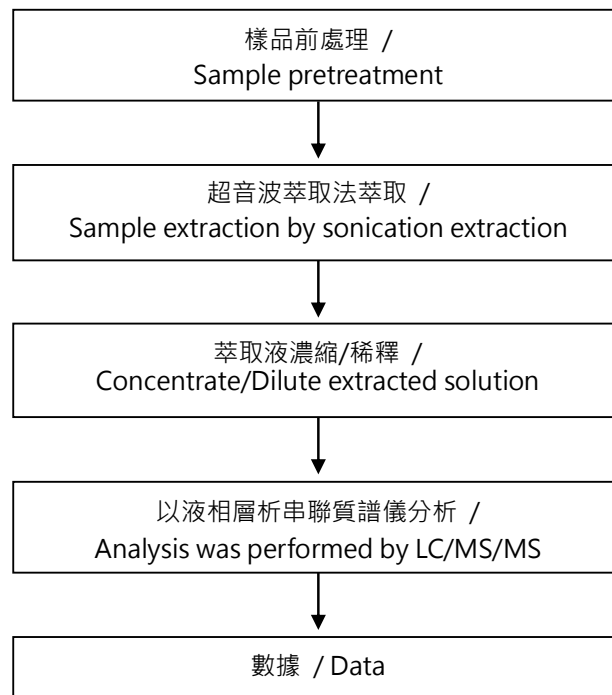 樣品前處理 /
Sample pretreatment
超音波萃取法萃取 /
Sample extraction by sonication extraction
萃取液濃縮/稀釋 /
Concentrate/Dilute extracted solution
以液相層析串聯質譜儀分析 /
Analysis was performed by LC/MS/MS
數據 / Data